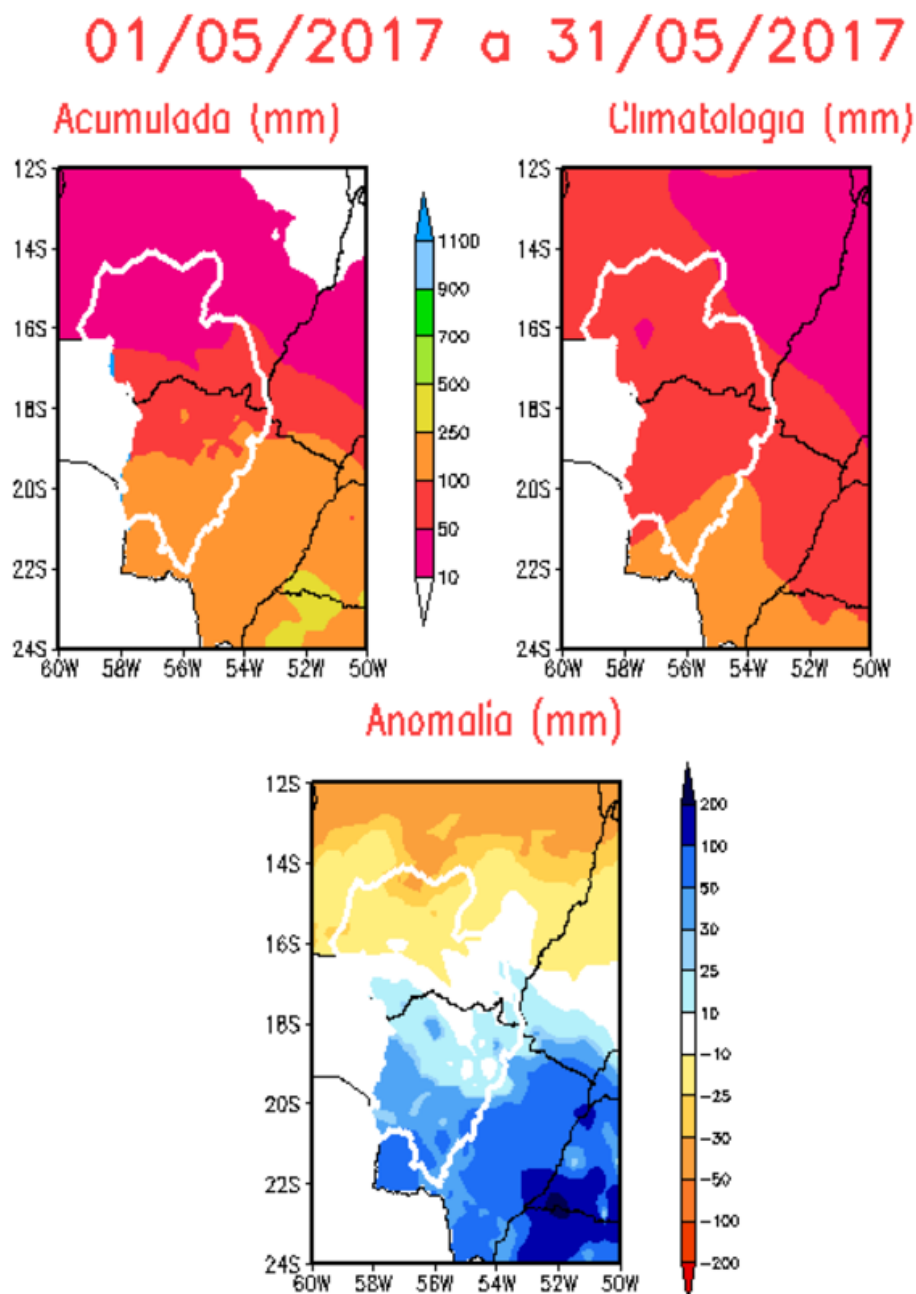 01/05/2017 a 31/05/2017
Acumulada (mm)
Climatologia (mm)
12S
14S
16S
18S
20S
22S
24S
60W 58W 56W 54W 52W 50W
1100
900
700
500
250
100
50
10
12S
14S
16S
18S
20S
22S
24S
60W 58W 56W 54W 52W 50W
Anomalia (mm)
12S
14S
16S
18S
20S
22S
24S
60W 58W 56W 54W 52W 50W
200
100
50
30
25
10
-10
-25
-30
-50
-100
-200